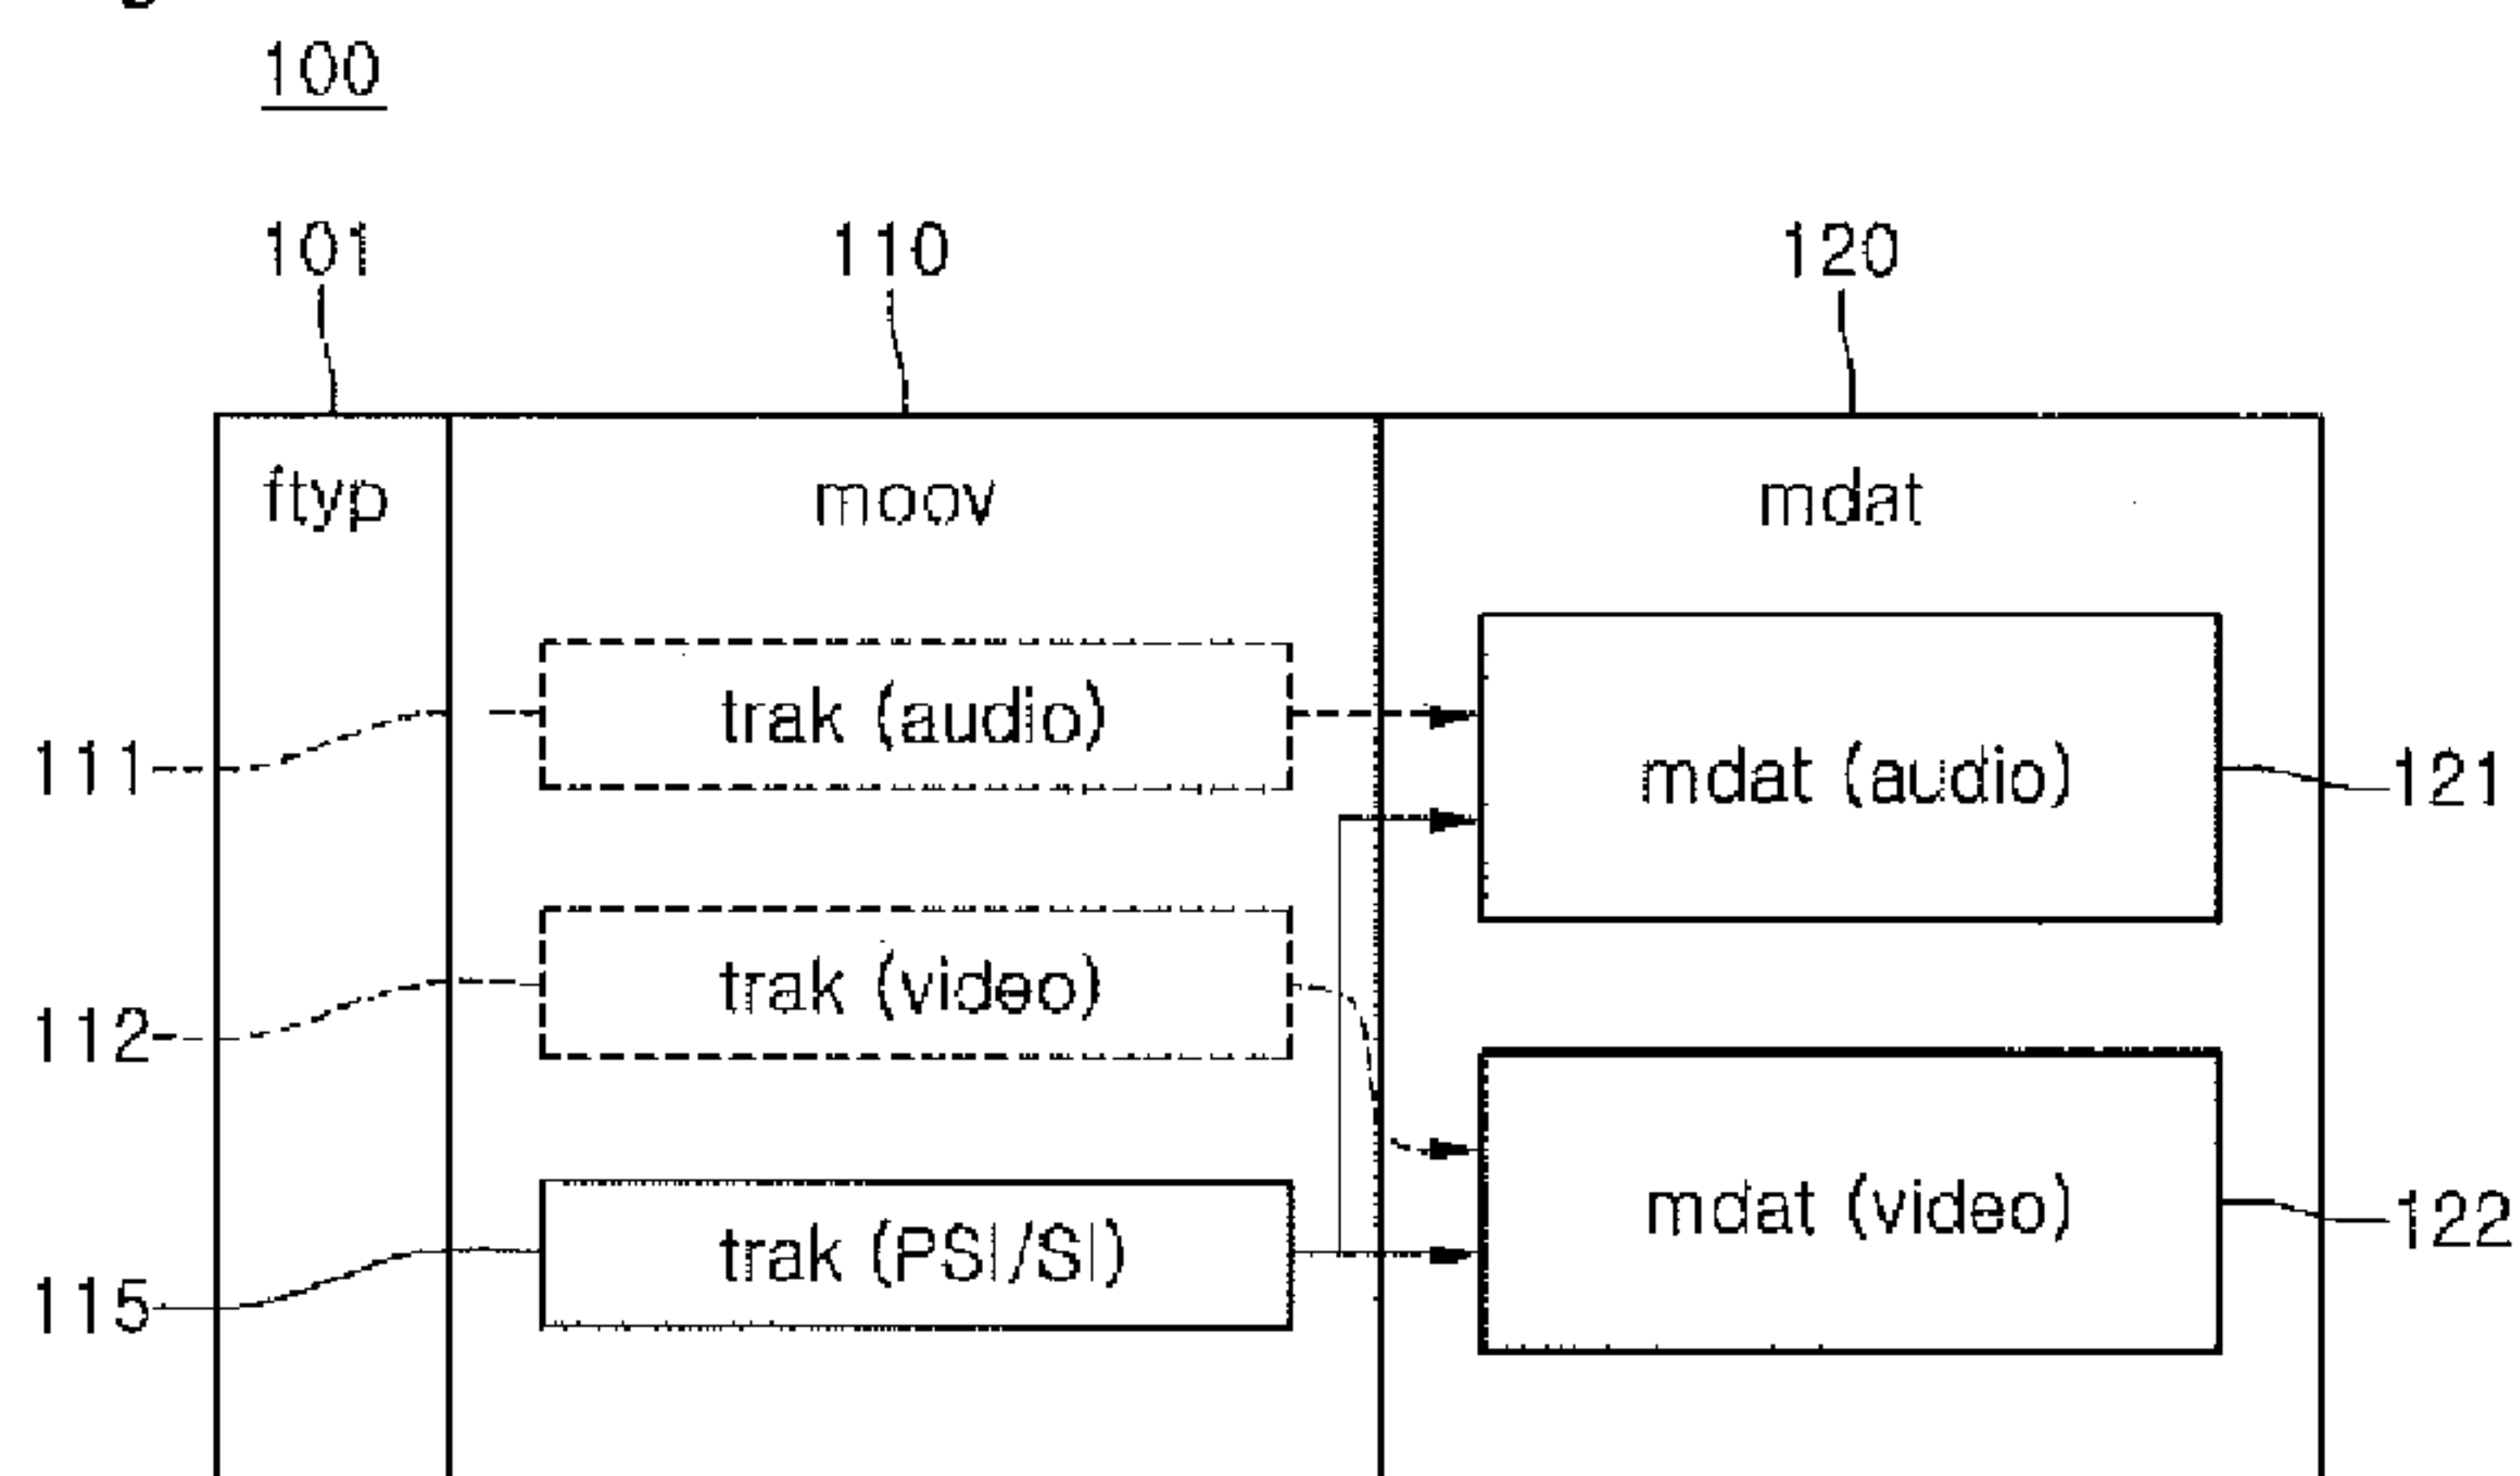 100
101 110 120
ftyp moov mdat
trak (audio)
111 mdat (audio) 121
trak (video)
112
mdat (video) 122
trak (PSI/SI)
115